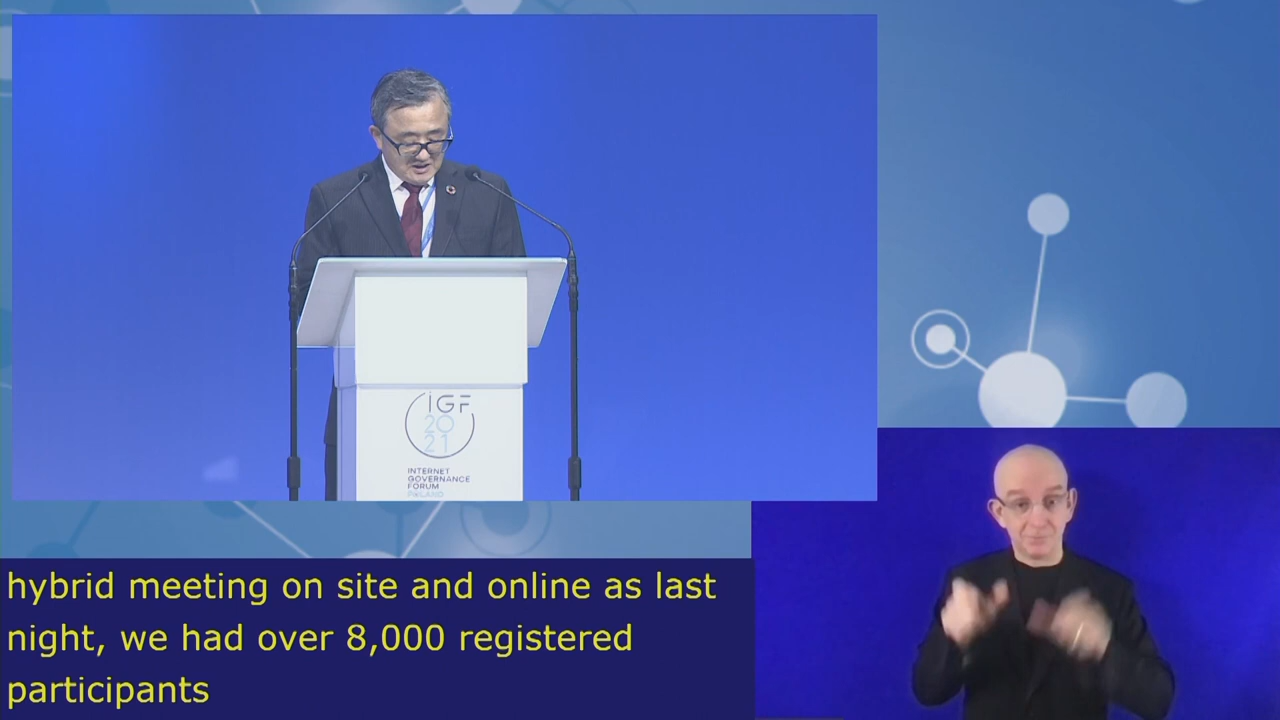 IGF
20
21
INTERNET
GOVERNANCE
FORUM
POLAND
hybrid meeting on site and online as last
night, we had over 8,000 registered
participants